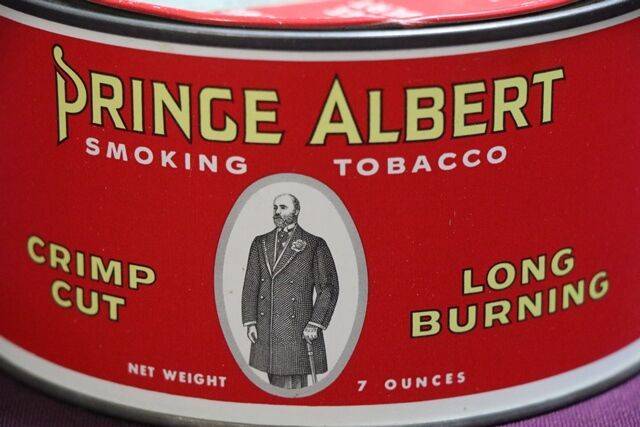 PRINCE ALBERT
SMOKING TOBACCO
CRIMP CUT
LONG BURNING
NET WEIGHT 7 OUNCES